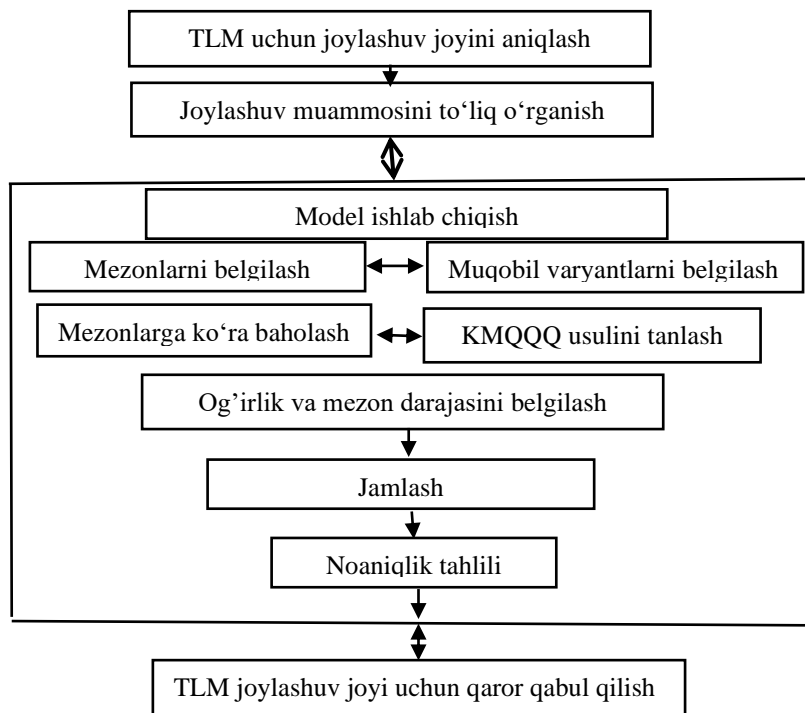 TLM uchun joylashuv joyini aniqlash
Joylashuv muammosini to‘liq o‘rganish
Model ishlab chiqish
Mezonlarni belgilash
Muqobil varyantlarni belgilash
Mezonlarga ko‘ra baholash
KMQQQ usulini tanlash
Og’irlik va mezon darajasini belgilash
Jamlash
Noaniqlik tahlili
TLM joylashuv joyi uchun qaror qabul qilish